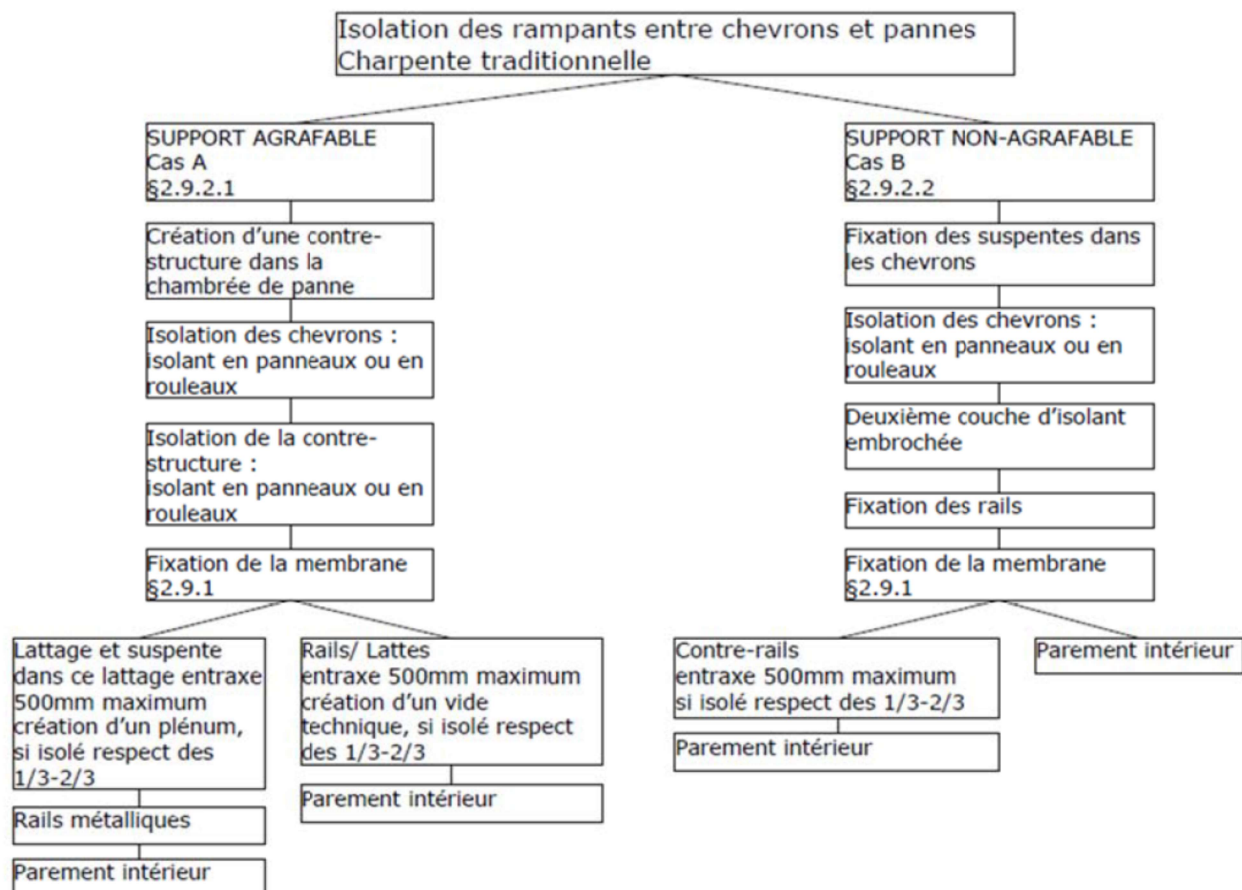 Isolation des rampants entre chevrons et pannes
Charpente traditionnelle
SUPPORT AGRAFABLE
Cas A
§2.9.2.1
Création d'une contre-
structure dans la
chambrée de panne
Isolation des chevrons :
isolant en panneaux ou en
rouleaux
Isolation de la contre-
structure :
isolant en panneaux ou en
rouleaux
Fixation de la membrane
§2.9.1
Lattage et suspente
dans ce lattage entraxe
500mm maximum
création d'un plénum,
si isolé respect des
1/3-2/3
Rails métalliques
Parement intérieur
Rails/ Lattes
entraxe 500mm maximum
création d'un vide
technique, si isolé respect
des 1/3-2/3
Parement intérieur
SUPPORT NON-AGRAFABLE
Cas B
§2.9.2.2
Fixation des suspentes dans
les chevrons
Isolation des chevrons :
isolant en panneaux ou en
rouleaux
Deuxième couche d'isolant
embrochée
Fixation des rails
Fixation de la membrane
§2.9.1
Contre-rails
entraxe 500mm maximum
si isolé respect des 1/3-2/3
Parement intérieur
Parement intérieur